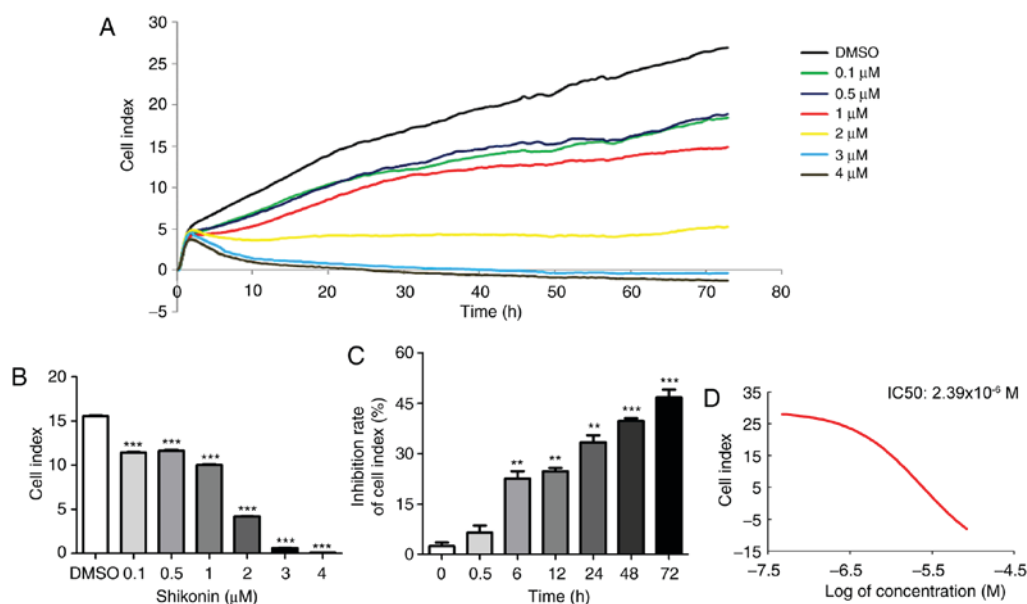 A
Cell index
30
25
20
15
10
5
0
−5
0 10 20 30 40 50 60 70 80
Time (h)
DMSO
0.1 μM
0.5 μM
1 μM
2 μM
3 μM
4 μM
B
Cell index
20
15
10
5
0
*** *** *** *** *** ***
DMSO 0.1 0.5 1 2 3 4
Shikonin (μM)
C
Inhibition rate
of cell index (%)
60
45
30
15
0
** ** ** *** ***
0 0.5 6 12 24 48 72
Time (h)
D
IC50: 2.39x10⁻⁶ M
Cell index
35
25
15
5
−5
−15
−7.5 −6.5 −5.5 −4.5
Log of concentration (M)